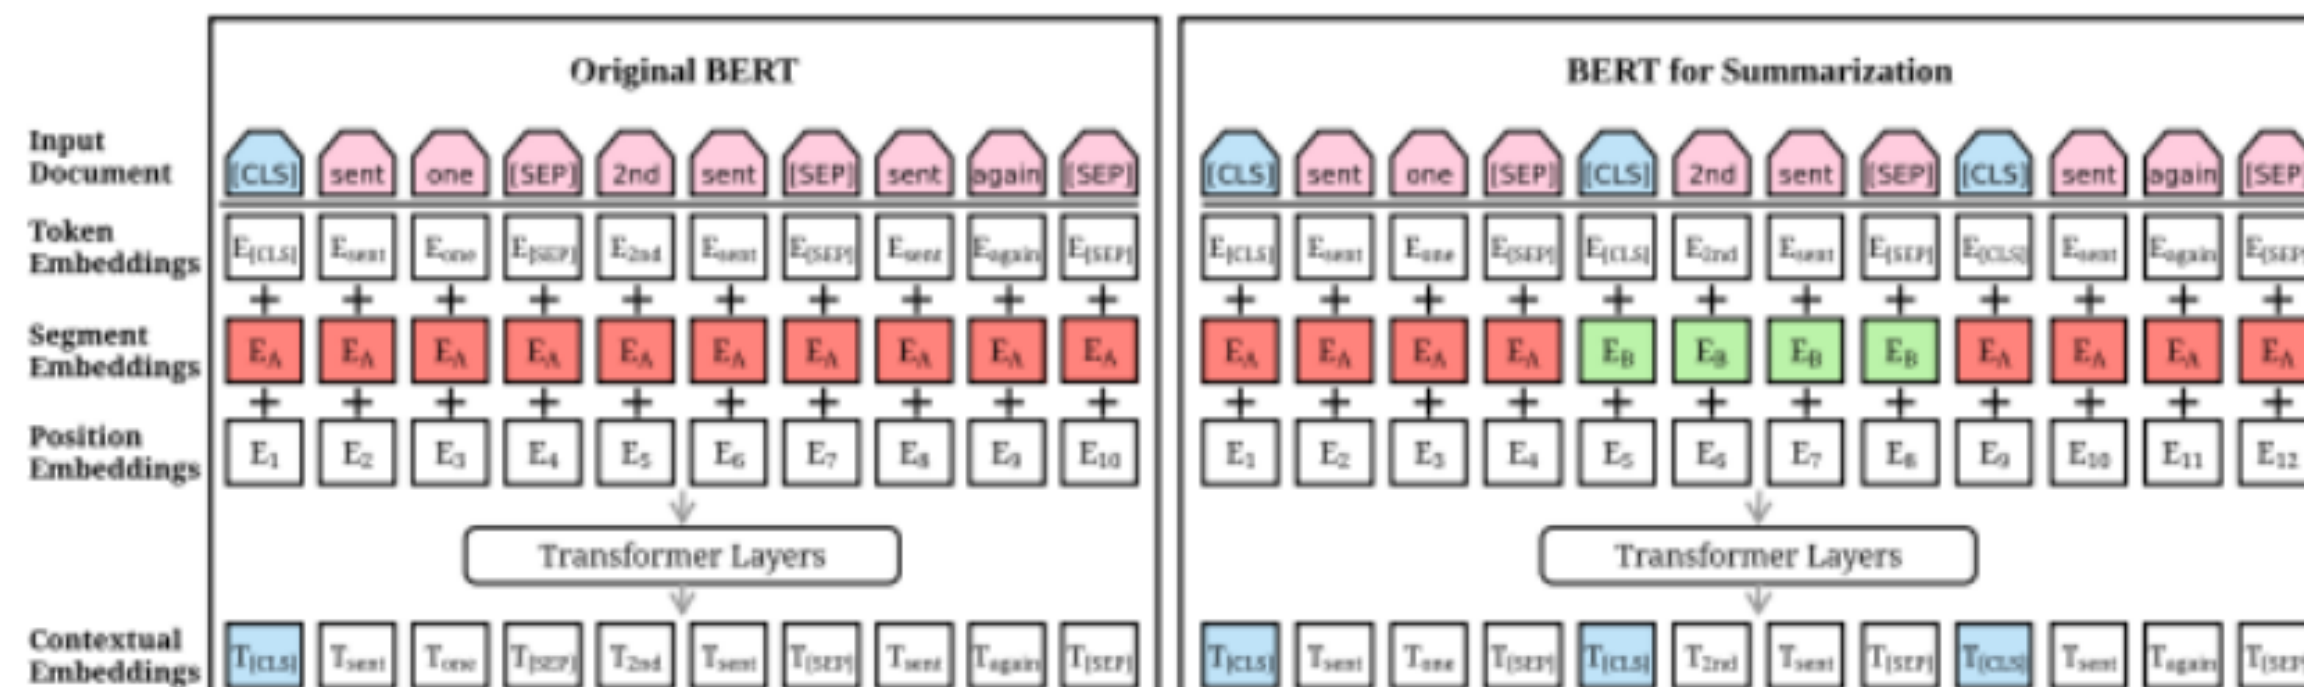 Original BERT
BERT for Summarization
Input
Document
[CLS] sent one [SEP] 2nd sent [SEP] sent again [SEP]
[CLS] sent one [SEP] [CLS] 2nd sent [SEP] [CLS] sent again [SEP
Token
Embeddings
E[CLS] Esent Eone E[SEP] E2nd Esent E[SEP] Esent Eagain E[SEP]
E[CLS] Esent Eone E[SEP] E[CLS] E2nd Esent E[SEP] E[CLS] Esent Eagain E[SEP
+ + + + + + + + + +
+ + + + + + + + + + + +
Segment
Embeddings
EA EA EA EA EA EA EA EA EA EA
EA EA EA EA EB EB EB EB EA EA EA EA
+ + + + + + + + + +
+ + + + + + + + + + + +
Position
Embeddings
E1 E2 E3 E4 E5 E6 E7 E8 E9 E10
E1 E2 E3 E4 E5 E6 E7 E8 E9 E10 E11 E12
Transformer Layers
Transformer Layers
Contextual
Embeddings
T[CLS] Tsent Tone T[SEP] T2nd Tsent T[SEP] Tsent Tagain T[SEP]
T[CLS] Tsent Tone T[SEP] T[CLS] T2nd Tsent T[SEP] T[CLS] Tsent Tagain T[SEP